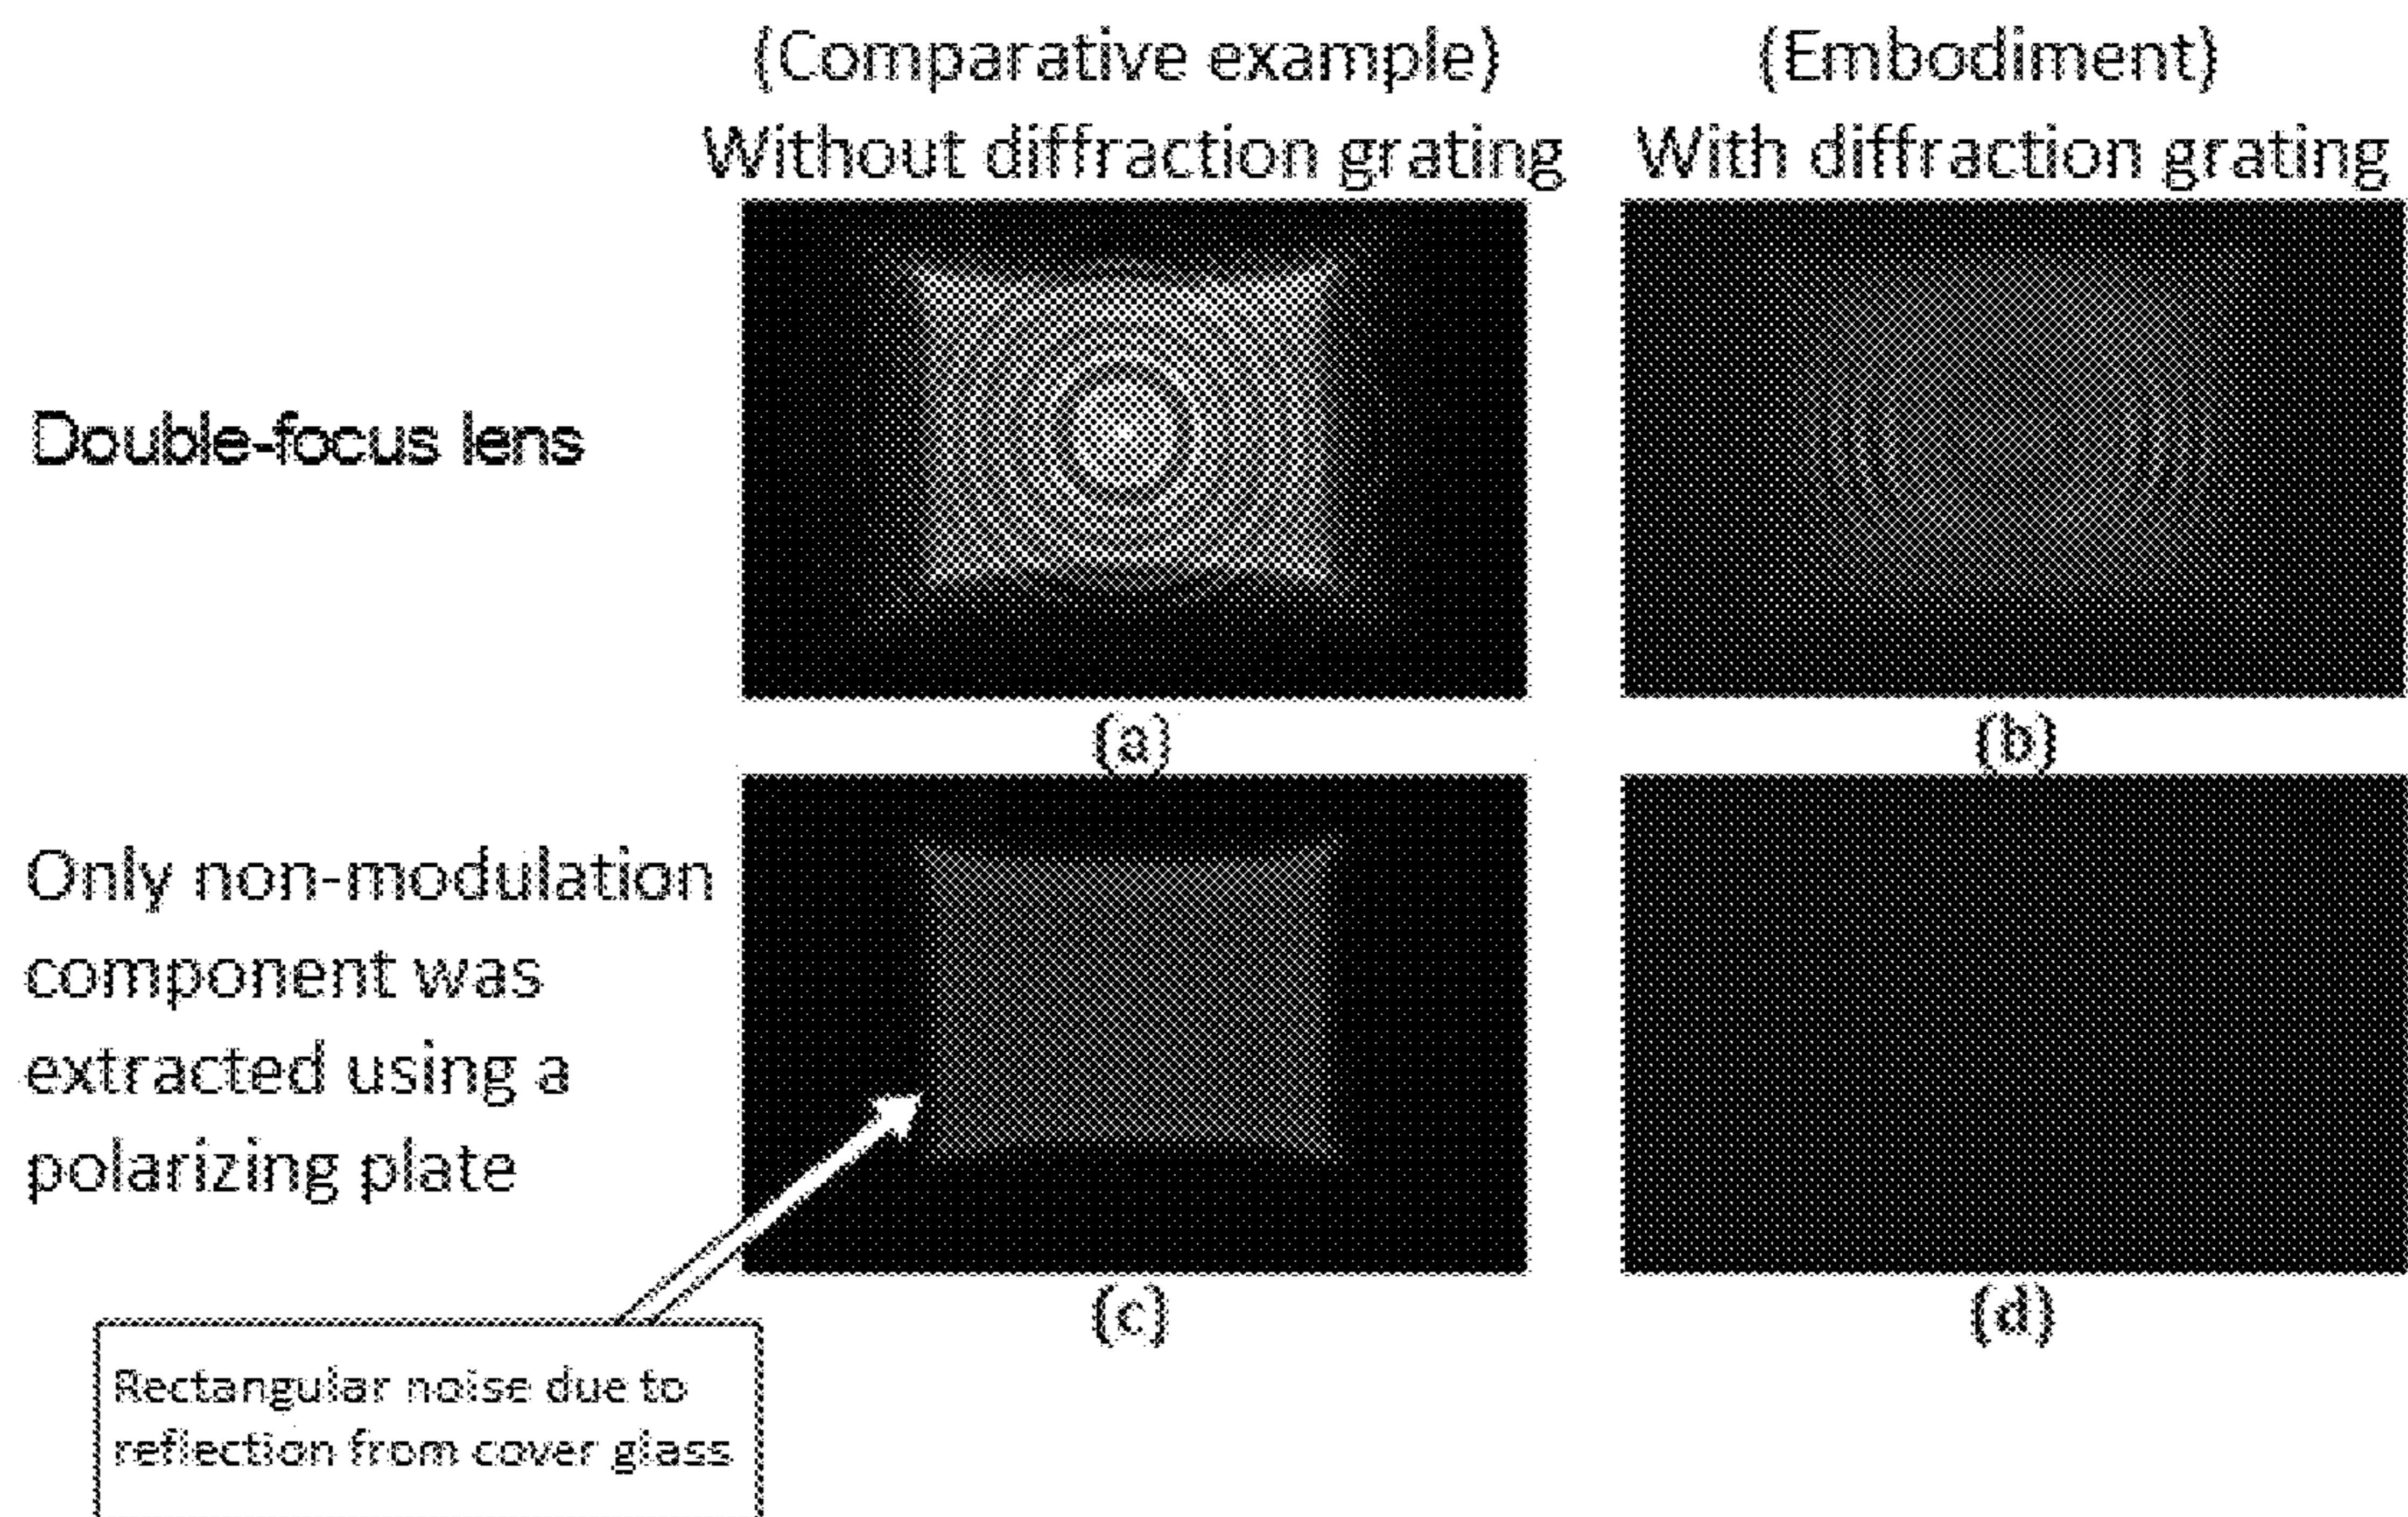 (Comparative example)
(Embodiment)
Without diffraction grating
With diffraction grating
Double-focus lens
(a)
(b)
Only non-modulation
component was
extracted using a
polarizing plate
(c)
(d)
Rectangular noise due to
reflection from cover glass